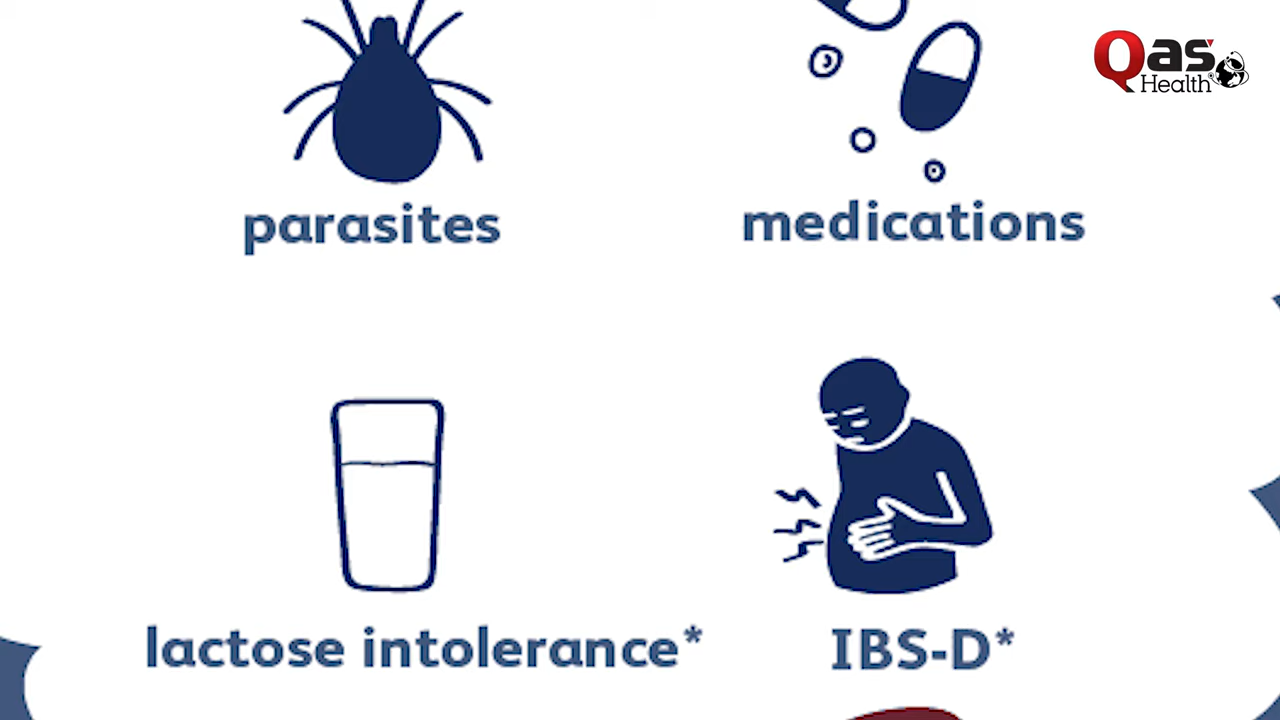 Qas
Health
parasites
medications
lactose intolerance*
IBS-D*